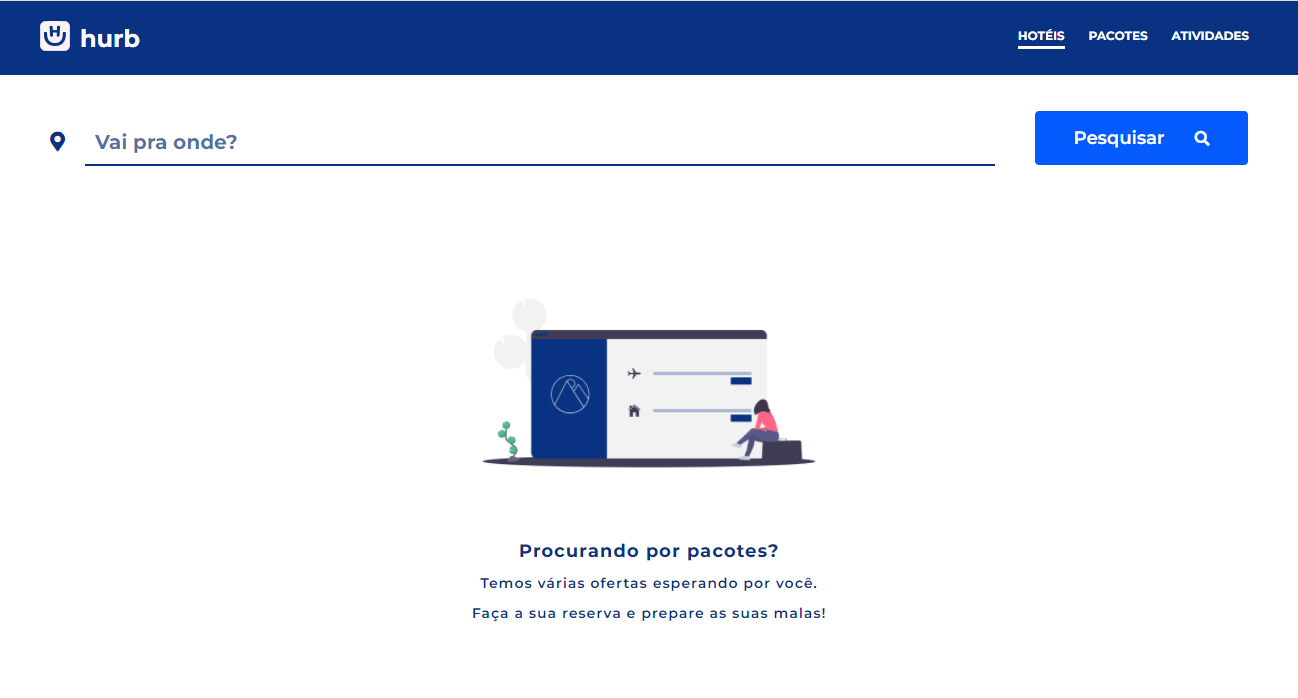 hurb
HOTÉIS PACOTES ATIVIDADES
Vai pra onde?
Pesquisar
Procurando por pacotes?
Temos várias ofertas esperando por você.
Faça a sua reserva e prepare as suas malas!